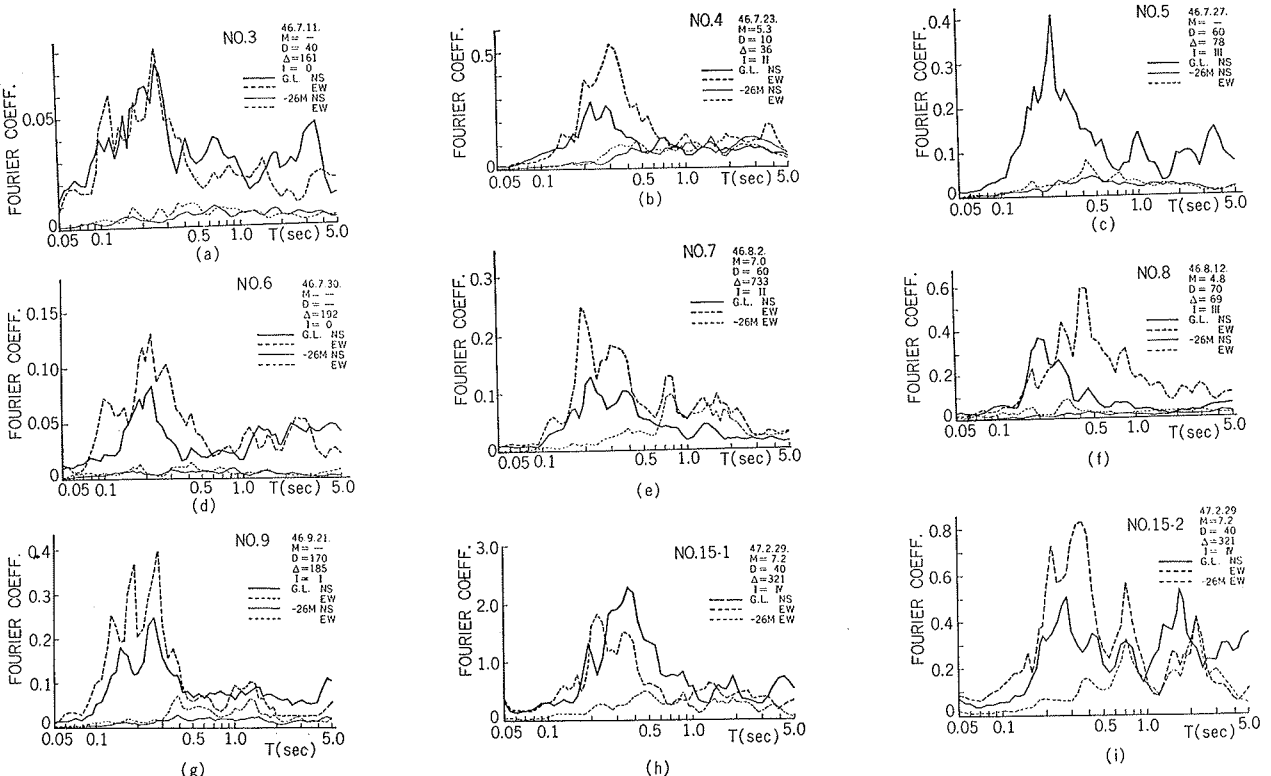 NO.3
46.7.11.
M= —
D= 40
Δ=161
I= 0
G.L. NS
EW
-26M NS
EW
FOURIER COEFF.
0.05
0
0.05 0.1 0.5 1.0 T(sec) 5.0
(a)
NO.4
46.7.23.
M=5.3
D= 10
Δ= 36
I= II
G.L. NS
EW
-26M NS
EW
FOURIER COEFF.
0.5
0
0.05 0.1 0.5 1.0 T(sec) 5.0
(b)
NO.5
46.7.27.
M= —
D= 60
Δ= 78
I= III
G.L. NS
-26M NS
EW
FOURIER COEFF.
0.4
0.3
0.2
0.1
0
0.05 0.1 0.5 1.0 T(sec) 5.0
(c)
NO.6
46.7.30.
M= —
D= —
Δ=192
I= 0
G.L. NS
EW
-26M NS
EW
FOURIER COEFF.
0.15
0.10
0.05
0
0.05 0.1 0.5 1.0 T(sec) 5.0
(d)
NO.7
46.8.2.
M=7.0
D= 60
Δ=733
I= II
G.L. NS
EW
-26M EW
FOURIER COEFF.
0.3
0.2
0.1
0
0.05 0.1 0.5 1.0 T(sec) 5.0
(e)
NO.8
46.8.12.
M=4.8
D= 70
Δ= 69
I= III
G.L. NS
EW
-26M NS
EW
FOURIER COEFF.
0.6
0.4
0.2
0
0.05 0.1 0.5 1.0 T(sec) 5.0
(f)
NO.9
46.9.21.
M= —
D=170
Δ=185
I= I
G.L. NS
EW
-26M NS
EW
FOURIER COEFF.
0.4
0.3
0.2
0.1
0
0.05 0.1 0.5 1.0 T(sec) 5.0
(g)
NO.15-1
47.2.29.
M=7.2
D= 40
Δ=321
I= IV
G.L. NS
EW
-26M EW
FOURIER COEFF.
3.0
2.0
1.0
0
0.05 0.1 0.5 1.0 T(sec) 5.0
(h)
NO.15-2
47.2.29
M=7.2
D= 40
Δ=321
I= IV
G.L. NS
EW
-26M EW
FOURIER COEFF.
0.8
0.6
0.4
0.2
0
0.05 0.1 0.5 1.0 T(sec) 5.0
(i)